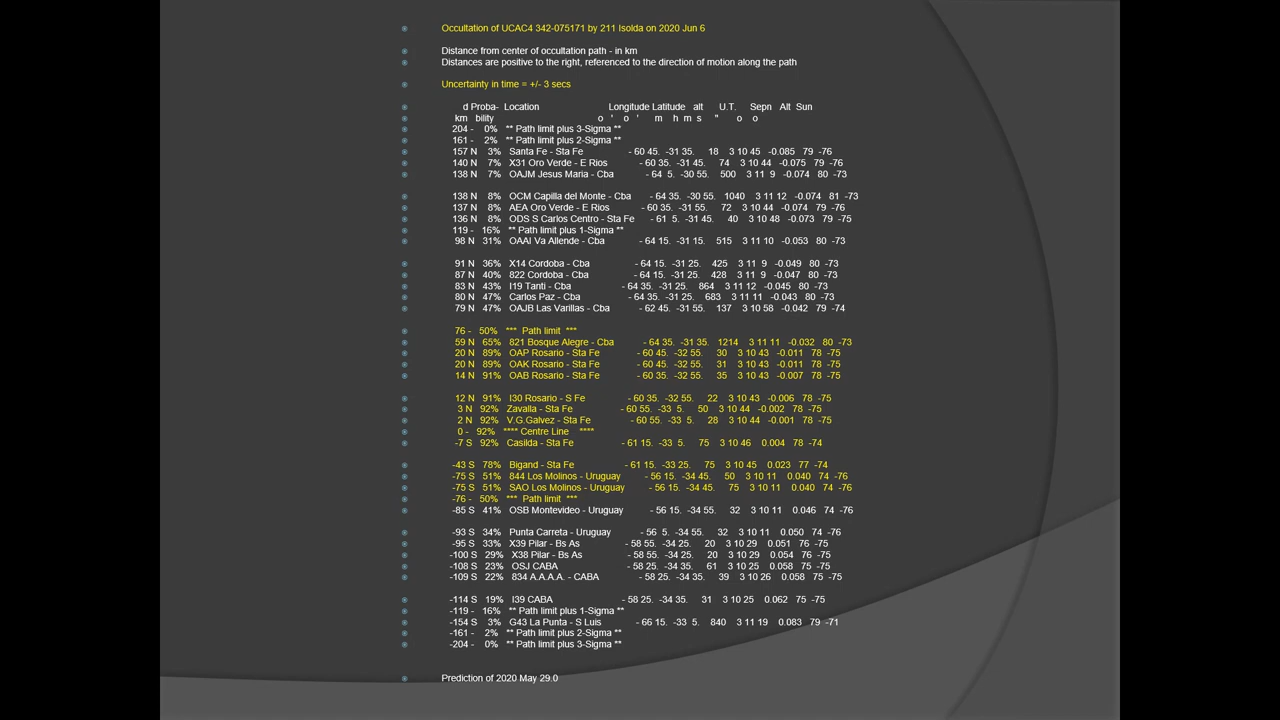 Occultation of UCAC4 342-075171 by 211 Isolda on 2020 Jun 6
Distance from center of occultation path - in km
Distances are positive to the right, referenced to the direction of motion along the path
Uncertainty in time = +/- 3 secs
d Proba- Location Longitude Latitude alt U.T. Sepn Alt Sun
km bility o ' o ' m h m s " o o
204 - 0% ** Path limit plus 3-Sigma **
161 - 2% ** Path limit plus 2-Sigma **
157 N 3% Santa Fe - Sta Fe - 60 45. -31 35. 18 3 10 45 -0.085 79 -76
140 N 7% X31 Oro Verde - E Rios - 60 35. -31 45. 74 3 10 44 -0.075 79 -76
138 N 7% OAJM Jesus Maria - Cba - 64 5. -30 55. 500 3 11 9 -0.074 80 -73
138 N 8% OCM Capilla del Monte - Cba - 64 35. -30 55. 1040 3 11 12 -0.074 81 -73
137 N 8% AEA Oro Verde - E Rios - 60 35. -31 55. 72 3 10 44 -0.074 79 -76
136 N 8% ODS S Carlos Centro - Sta Fe - 61 5. -31 45. 40 3 10 48 -0.073 79 -75
119 - 16% ** Path limit plus 1-Sigma **
98 N 31% OAAI Va Allende - Cba - 64 15. -31 15. 515 3 11 10 -0.053 80 -73
91 N 36% X14 Cordoba - Cba - 64 15. -31 25. 425 3 11 9 -0.049 80 -73
87 N 40% 822 Cordoba - Cba - 64 15. -31 25. 428 3 11 9 -0.047 80 -73
83 N 43% I19 Tanti - Cba - 64 35. -31 25. 864 3 11 12 -0.045 80 -73
80 N 47% Carlos Paz - Cba - 64 35. -31 25. 683 3 11 11 -0.043 80 -73
79 N 47% OAJB Las Varillas - Cba - 62 45. -31 55. 137 3 10 58 -0.042 79 -74
76 - 50% *** Path limit ***
59 N 65% 821 Bosque Alegre - Cba - 64 35. -31 35. 1214 3 11 11 -0.032 80 -73
20 N 89% OAP Rosario - Sta Fe - 60 45. -32 55. 30 3 10 43 -0.011 78 -75
20 N 89% OAK Rosario - Sta Fe - 60 45. -32 55. 31 3 10 43 -0.011 78 -75
14 N 91% OAB Rosario - Sta Fe - 60 35. -32 55. 35 3 10 43 -0.007 78 -75
12 N 91% I30 Rosario - S Fe - 60 35. -32 55. 22 3 10 43 -0.006 78 -75
3 N 92% Zavalla - Sta Fe - 60 55. -33 5. 50 3 10 44 -0.002 78 -75
2 N 92% V.G.Galvez - Sta Fe - 60 55. -33 5. 28 3 10 44 -0.001 78 -75
0 - 92% **** Centre Line ****
-7 S 92% Casilda - Sta Fe - 61 15. -33 5. 75 3 10 46 0.004 78 -74
-43 S 78% Bigand - Sta Fe - 61 15. -33 25. 75 3 10 45 0.023 77 -74
-75 S 51% 844 Los Molinos - Uruguay - 56 15. -34 45. 50 3 10 11 0.040 74 -76
-75 S 51% SAO Los Molinos - Uruguay - 56 15. -34 45. 75 3 10 11 0.040 74 -76
-76 - 50% *** Path limit ***
-85 S 41% OSB Montevideo - Uruguay - 56 15. -34 55. 32 3 10 11 0.046 74 -76
-93 S 34% Punta Carreta - Uruguay - 56 5. -34 55. 32 3 10 11 0.050 74 -76
-95 S 33% X39 Pilar - Bs As - 58 55. -34 25. 20 3 10 29 0.051 76 -75
-100 S 29% X38 Pilar - Bs As - 58 55. -34 25. 20 3 10 29 0.054 76 -75
-108 S 23% OSJ CABA - 58 25. -34 35. 61 3 10 25 0.058 75 -75
-109 S 22% 834 A.A.A.A. - CABA - 58 25. -34 35. 39 3 10 26 0.058 75 -75
-114 S 19% I39 CABA - 58 25. -34 35. 31 3 10 25 0.062 75 -75
-119 - 16% ** Path limit plus 1-Sigma **
-154 S 3% G43 La Punta - S Luis - 66 15. -33 5. 840 3 11 19 0.083 79 -71
-161 - 2% ** Path limit plus 2-Sigma **
-204 - 0% ** Path limit plus 3-Sigma **
Prediction of 2020 May 29.0